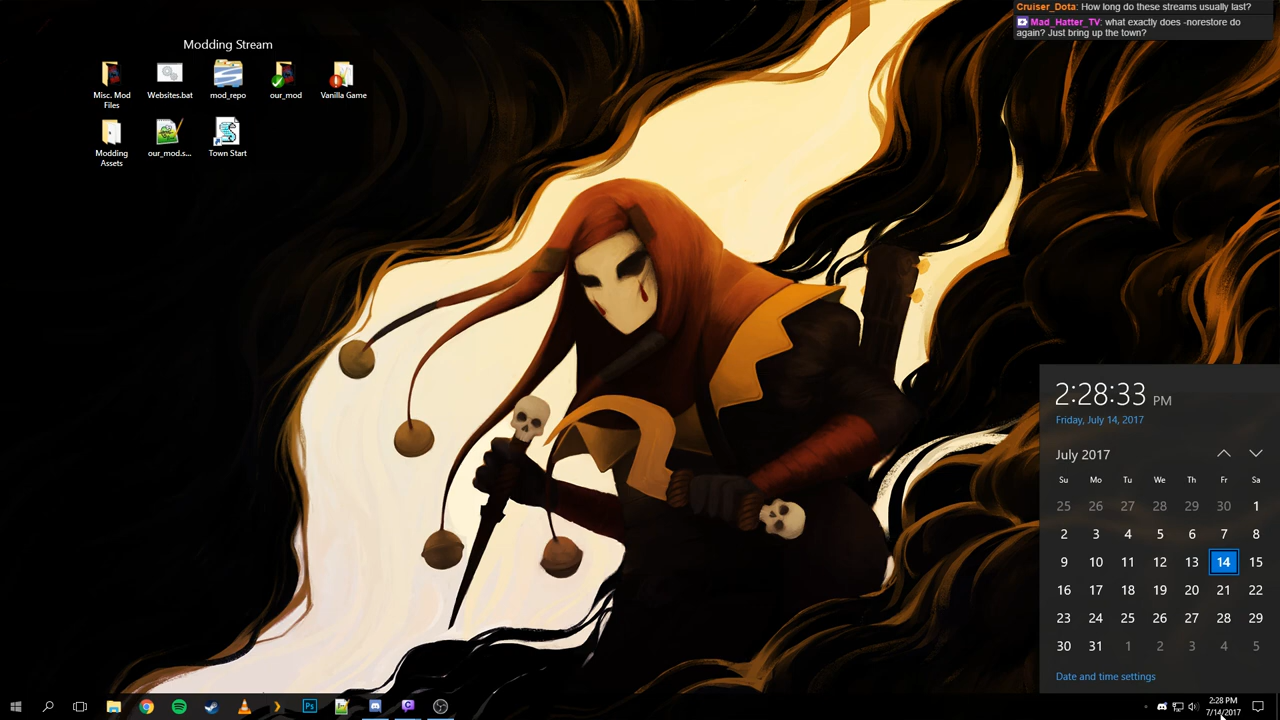 Cruiser_Dota: How long do these streams usually last?
Mad_Hatter_TV: what exactly does -norestore do
again? Just bring up the town?
Modding Stream
Misc. Mod Files
Websites.bat
mod_repo
our_mod
Vanilla Game
Modding Assets
our_mod.s...
Town Start
2:28:33 PM
Friday, July 14, 2017
July 2017
Su Mo Tu We Th Fr Sa
25 26 27 28 29 30 1
2 3 4 5 6 7 8
9 10 11 12 13 14 15
16 17 18 19 20 21 22
23 24 25 26 27 28 29
30 31 1 2 3 4 5
Date and time settings
Ps
2:28 PM
7/14/2017